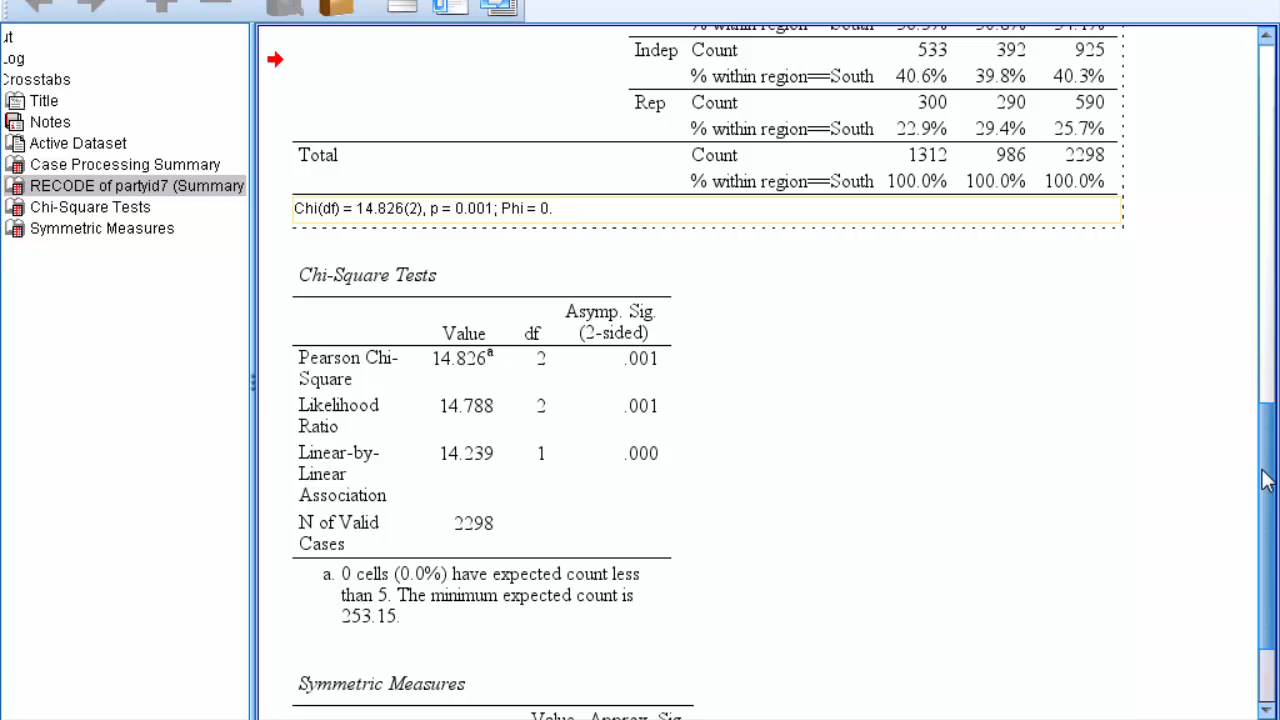 Log
Crosstabs
Title
Notes
Active Dataset
Case Processing Summary
RECODE of partyid7 (Summary
Chi-Square Tests
Symmetric Measures
% within region==South
Indep Count 533 392 925
% within region==South 40.6% 39.8% 40.3%
Rep Count 300 290 590
% within region==South 22.9% 29.4% 25.7%
Total Count 1312 986 2298
% within region==South 100.0% 100.0% 100.0%
Chi(df) = 14.826(2), p = 0.001; Phi = 0.
Chi-Square Tests
Asymp. Sig.
Value df (2-sided)
Pearson Chi- 14.826a 2 .001
Square
Likelihood 14.788 2 .001
Ratio
Linear-by- 14.239 1 .000
Linear
Association
N of Valid 2298
Cases
a. 0 cells (0.0%) have expected count less
than 5. The minimum expected count is
253.15.
Symmetric Measures
Value Approx. Sig.